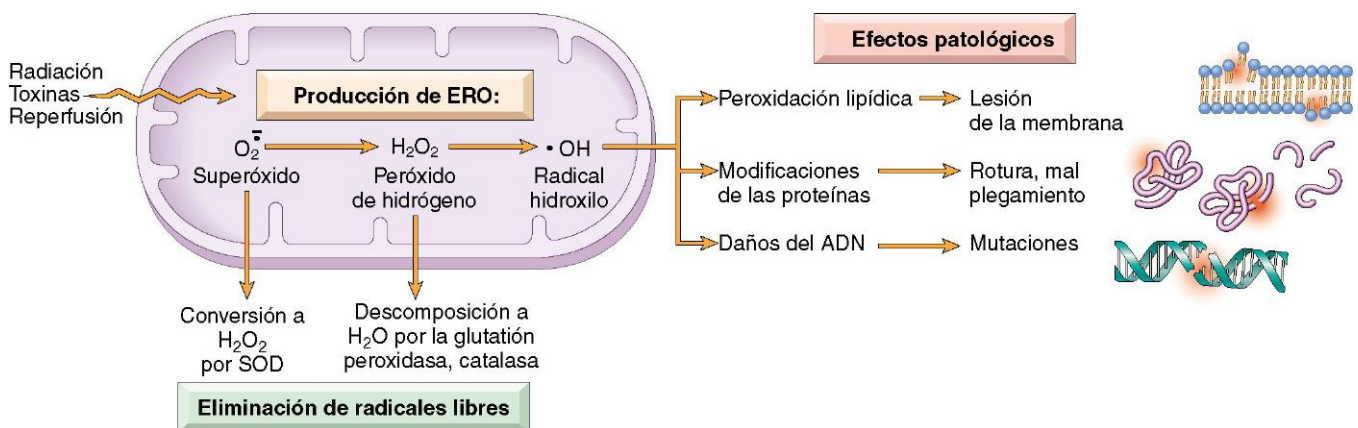 Radiación
Toxinas
Reperfusión
Producción de ERO:
O₂•̄
Superóxido
H₂O₂
Peróxido
de hidrógeno
• OH
Radical
hidroxilo
Conversión a
H₂O₂
por SOD
Descomposición a
H₂O por la glutatión
peroxidasa, catalasa
Eliminación de radicales libres
Efectos patológicos
Peroxidación lipídica
Lesión
de la membrana
Modificaciones
de las proteínas
Rotura, mal
plegamiento
Daños del ADN
Mutaciones